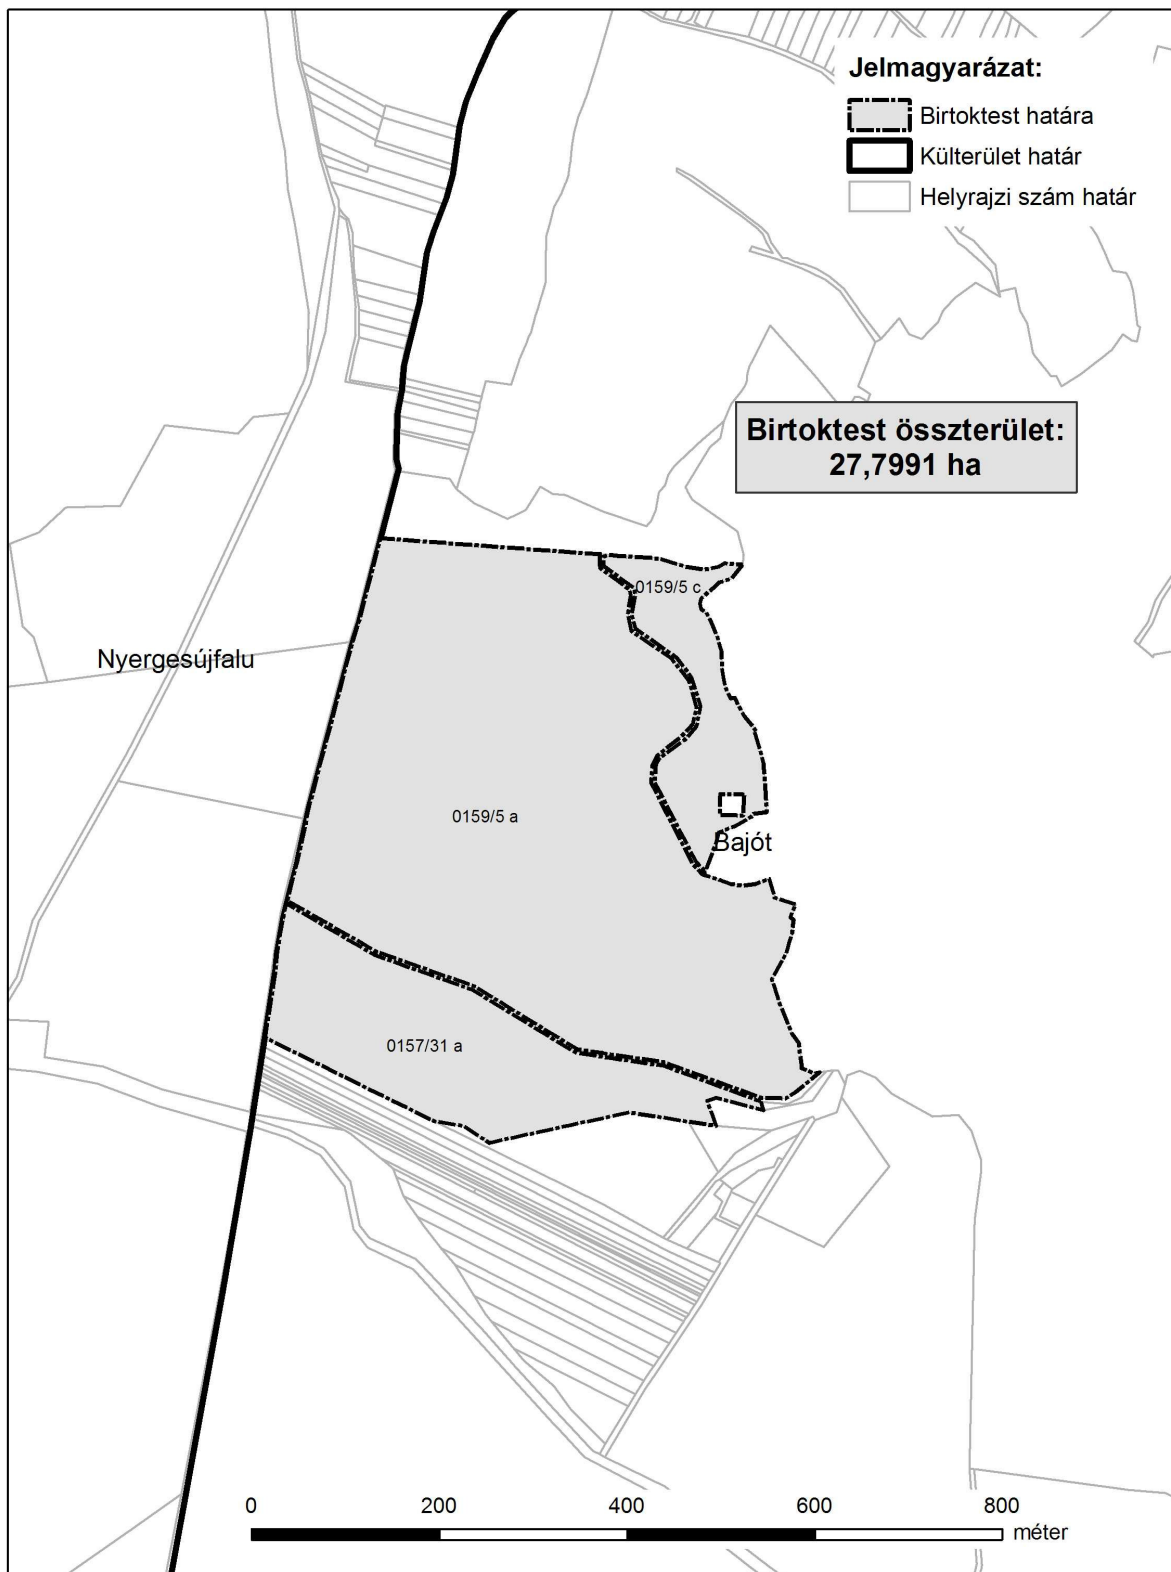 Jelmagyarázat:
Birtoktest határa
Külterület határ
Helyrajzi szám határ
Birtoktest összterület:
27,7991 ha
0159/5 c
Nyergesújfalu
0159/5 a
Bajót
0157/31 a
0 200 400 600 800
méter